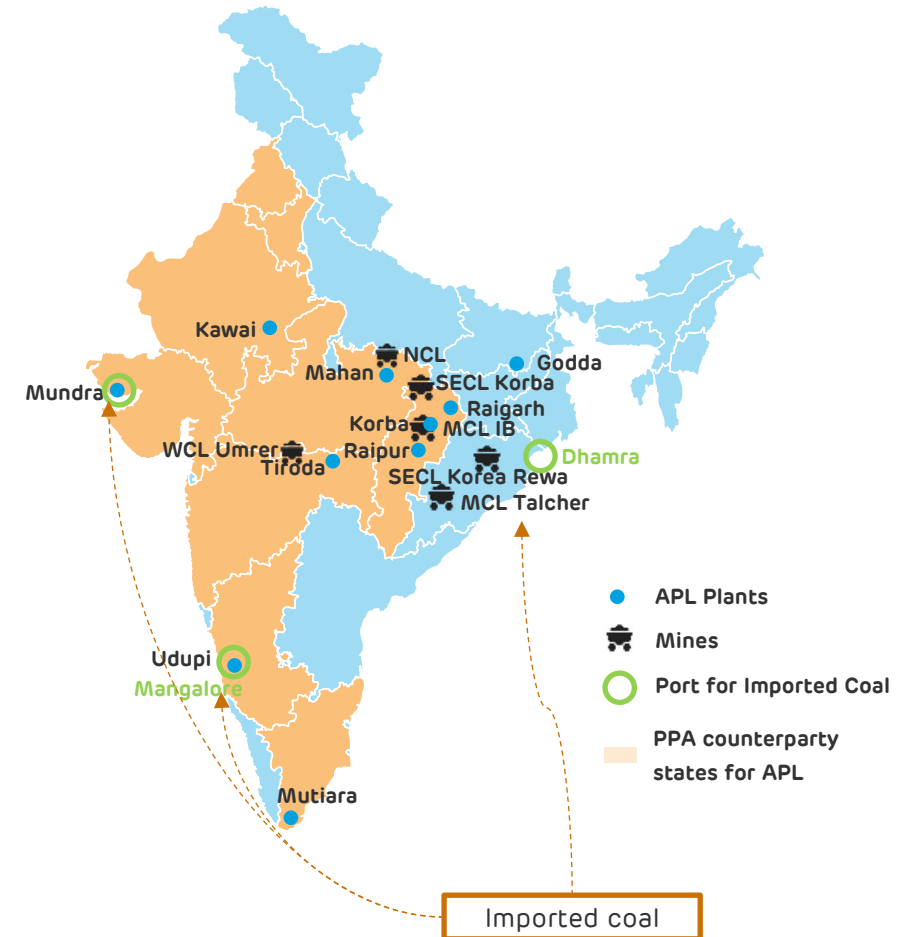 Kawai
NCL
Mahan
Godda
SECL Korba
Mundra
Raigarh
Korba
MCL IB
WCL Umrer
Raipur
Dhamra
Tiroda
SECL Korea Rewa
MCL Talcher
APL Plants
Mines
Udupi
Mangalore
Port for Imported Coal
PPA counterparty
states for APL
Mutiara
Imported coal